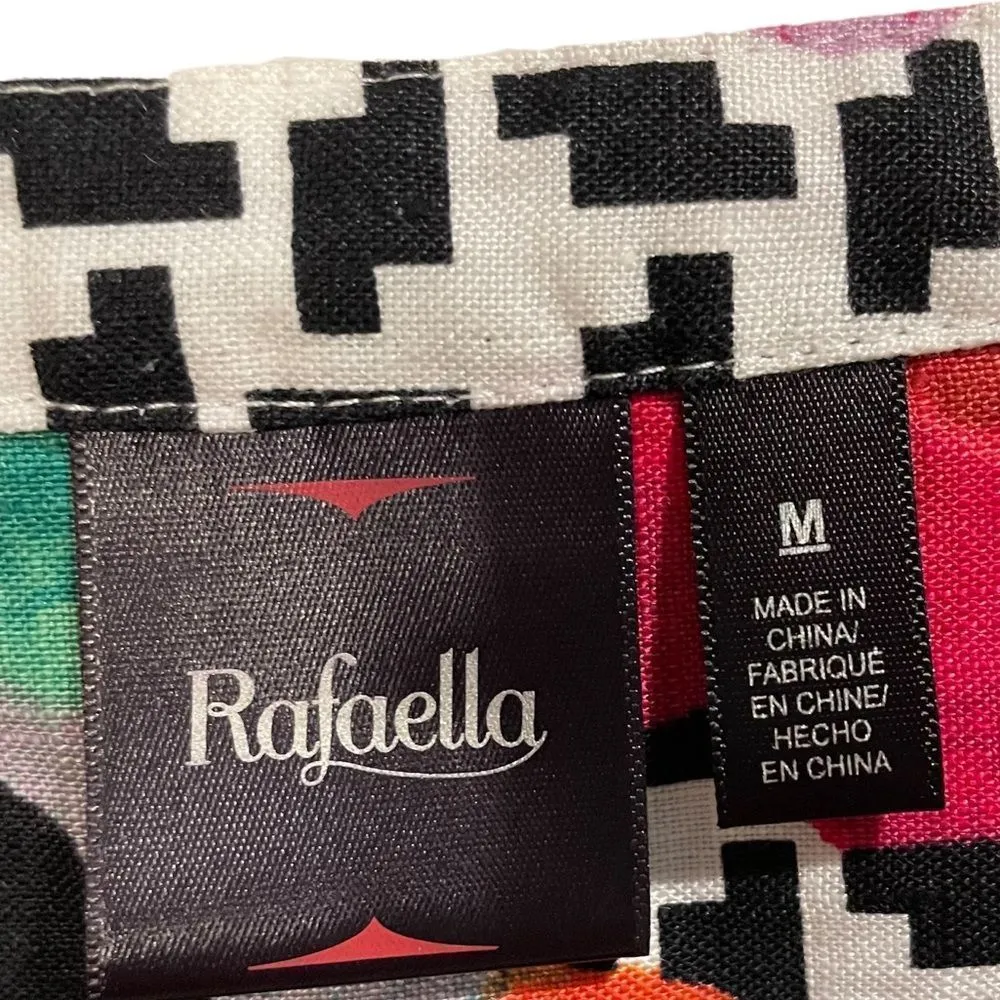 Rafaella
M
MADE IN
CHINA/
FABRIQUÉ
EN CHINE/
HECHO
EN CHINA